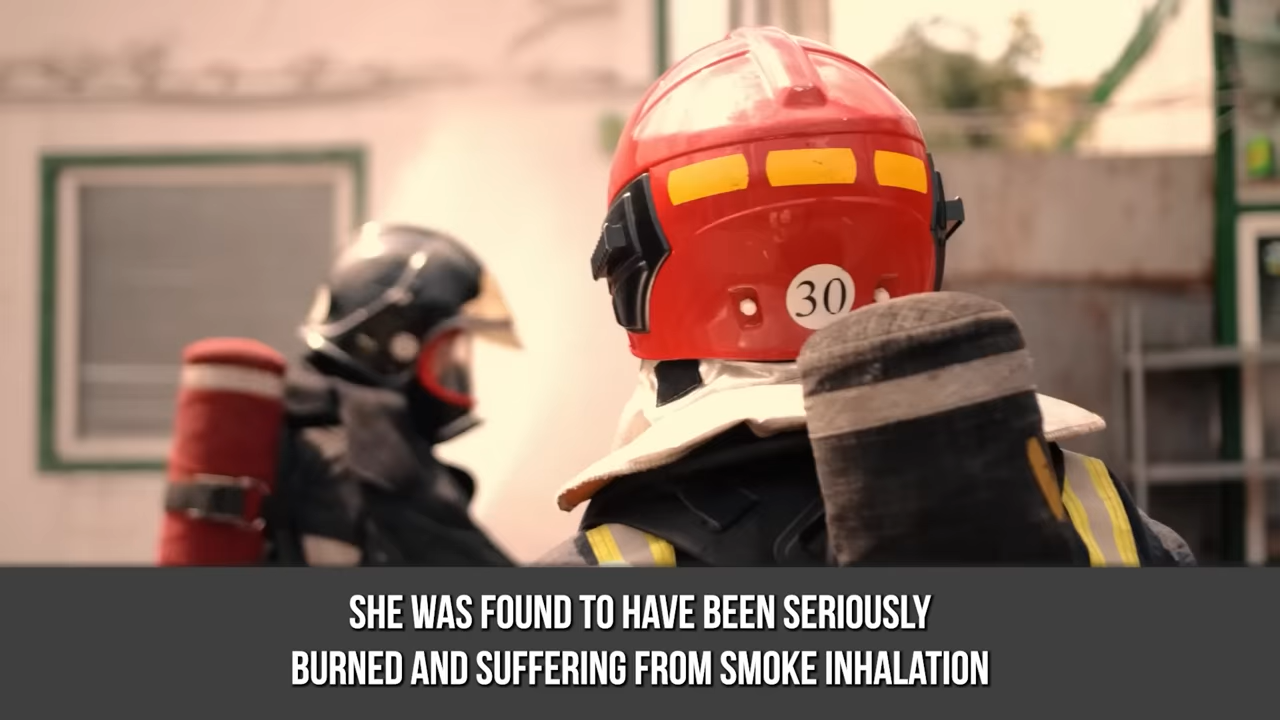 30
SHE WAS FOUND TO HAVE BEEN SERIOUSLY
BURNED AND SUFFERING FROM SMOKE INHALATION